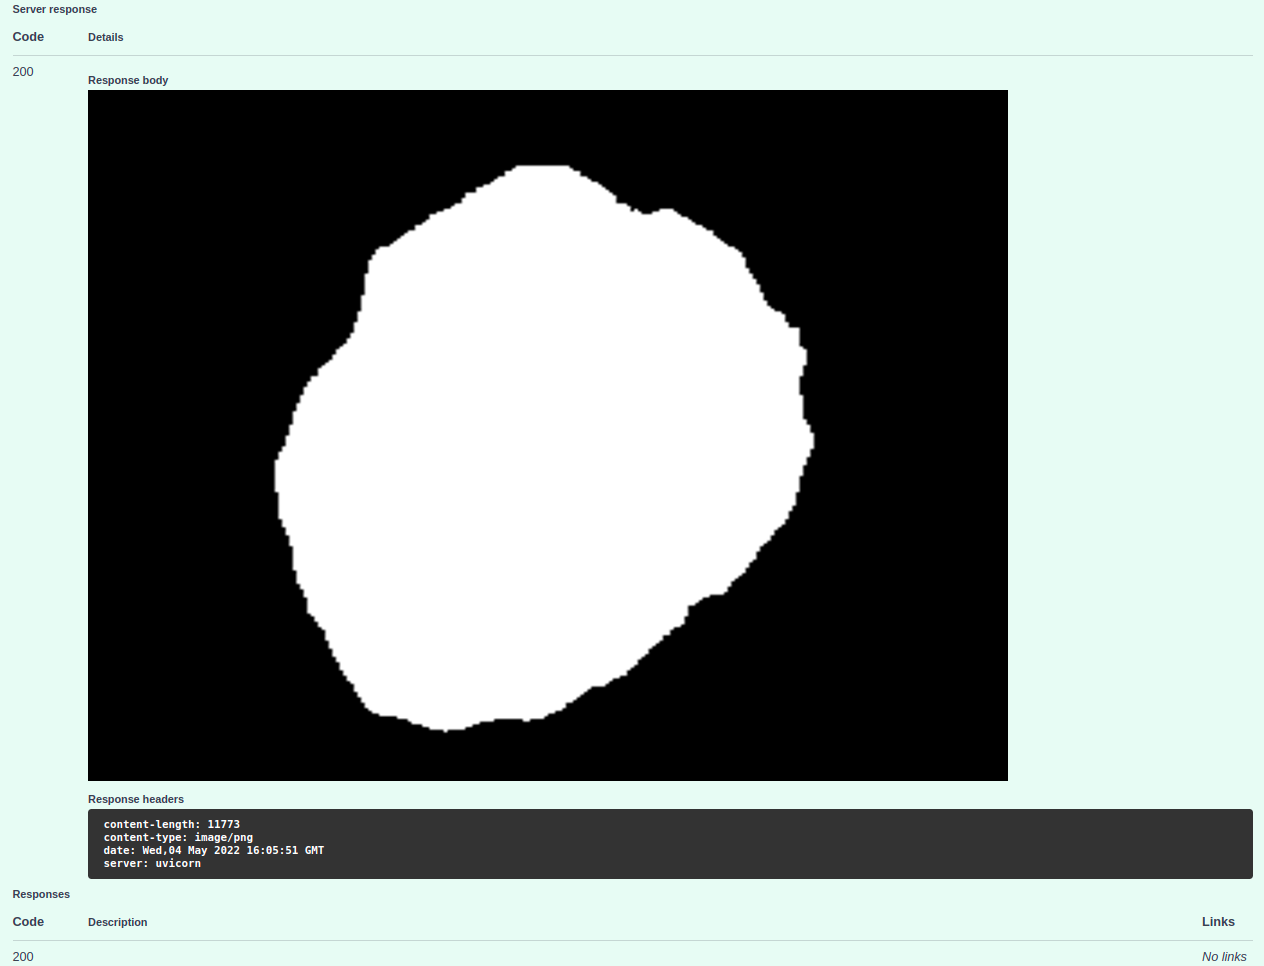 Server response
Code Details
200
Response body
Response headers
content-length: 11773
content-type: image/png
date: Wed,04 May 2022 16:05:51 GMT
server: uvicorn
Responses
Code Description Links
200 No links